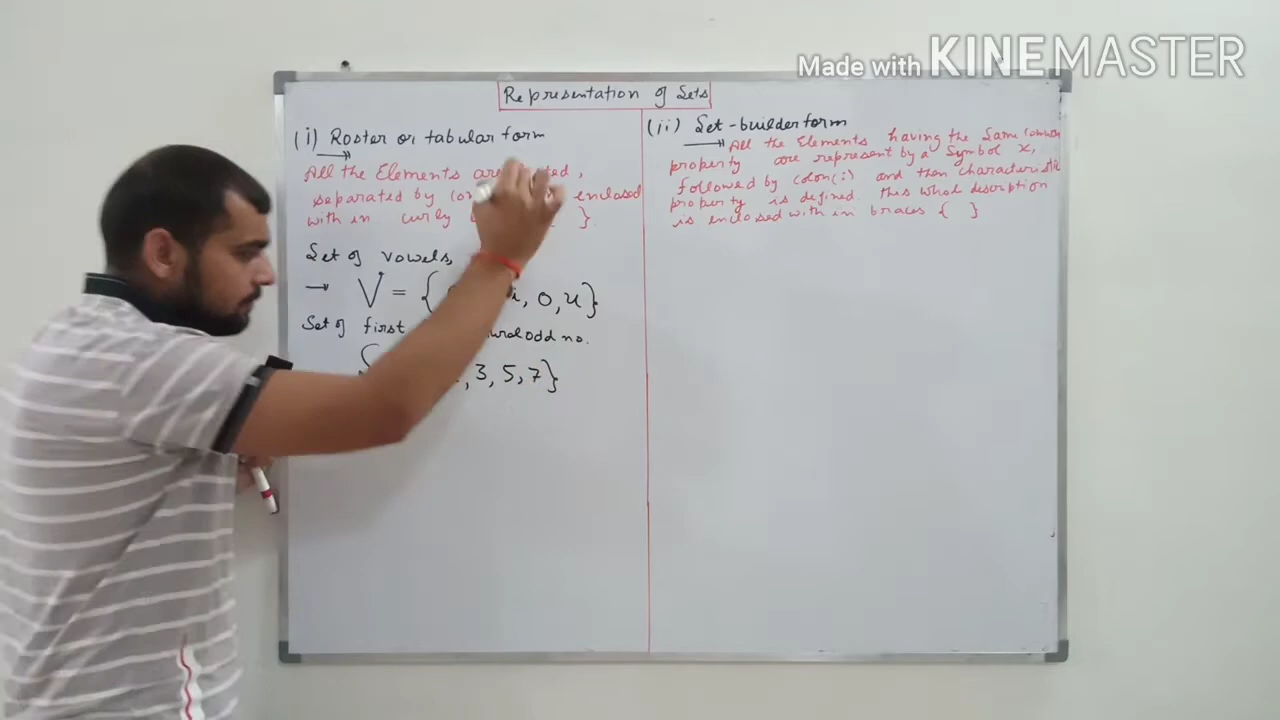 Made with KINEMASTER
Representation of Sets
(i) Roster or tabular form
All the Elements are
separated by enclosed
with in curly }.
Set of vowels,
→ V = { i, o, u}
Set of first odd no.
, 3, 5, 7}
(ii) Set-builder form
→ All the Elements having the Same Common
property are represent by a Symbol x,
followed by colon(:) and then characteristic
property is defined. This whol desription
is enclosed with in braces { }